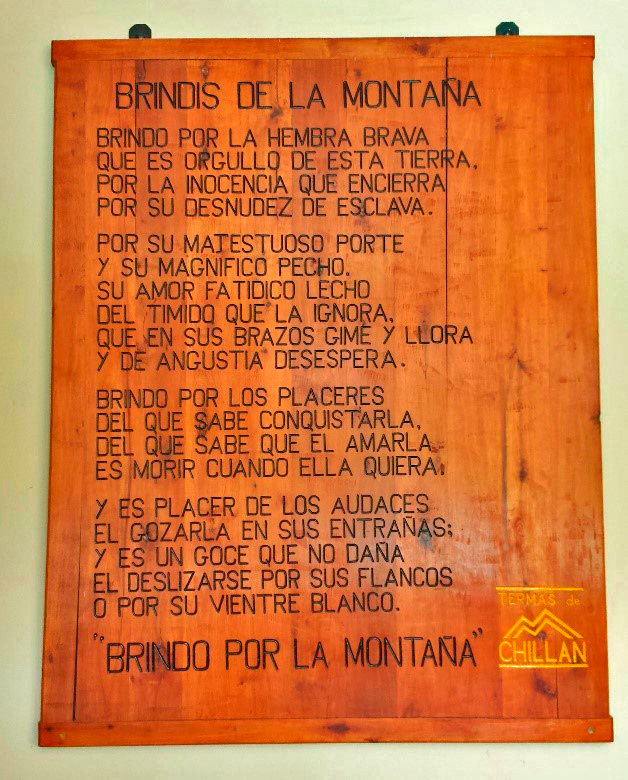 BRINDIS DE LA MONTAÑA
BRINDO POR LA HEMBRA BRAVA
QUE ES ORGULLO DE ESTA TIERRA,
POR LA INOCENCIA QUE ENCIERRA
POR SU DESNUDEZ DE ESCLAVA.
POR SU MATESTUOSO PORTE
Y SU MAGNIFICO PECHO.
SU AMOR FATIDICO LECHO
DEL TIMIDO QUE LA IGNORA,
QUE EN SUS BRAZOS GIME Y LLORA
Y DE ANGUSTIA DESESPERA.
BRINDO POR LOS PLACERES
DEL QUE SABE CONQUISTARLA,
DEL QUE SABE QUE EL AMARLA
ES MORIR CUANDO ELLA QUIERA.
Y ES PLACER DE LOS AUDACES
EL GOZARLA EN SUS ENTRAÑAS;
Y ES UN GOCE QUE NO DAÑA
EL DESLIZARSE POR SUS FLANCOS
O POR SU VIENTRE BLANCO.
"BRINDO POR LA MONTAÑA"
TERMAS de
CHILLAN